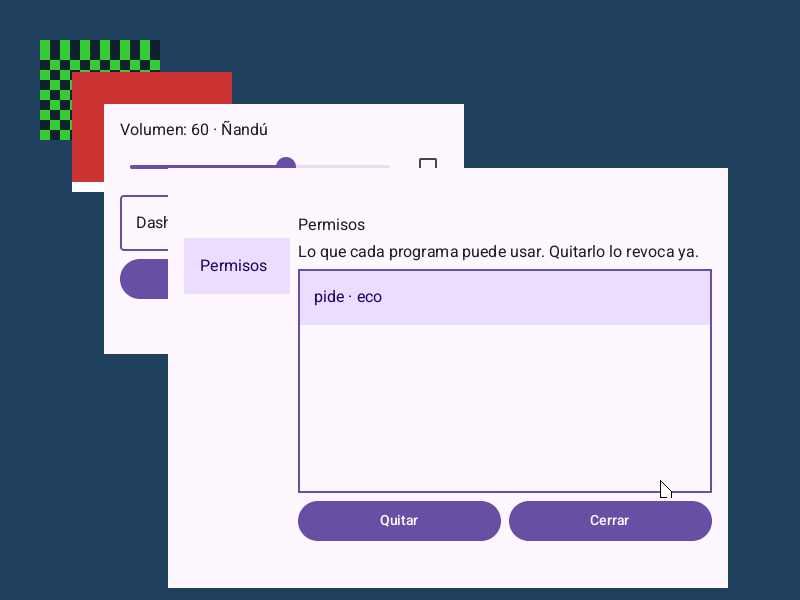 Volumen: 60 · Ñandú
Permisos
Permisos
Lo que cada programa puede usar. Quitarlo lo revoca ya.
pide · eco
Quitar
Cerrar